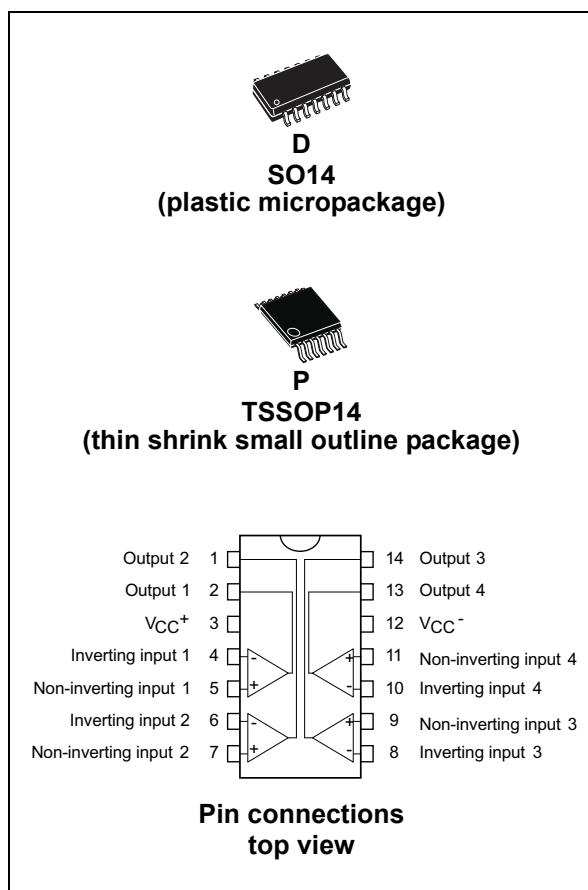 D
SO14
(plastic micropackage)
P
TSSOP14
(thin shrink small outline package)
Output 2 1 14 Output 3
Output 1 2 13 Output 4
VCC+ 3 12 VCC-
Inverting input 1 4 - + 11 Non-inverting input 4
Non-inverting input 1 5 + - 10 Inverting input 4
Inverting input 2 6 - + 9 Non-inverting input 3
Non-inverting input 2 7 + - 8 Inverting input 3
Pin connections
top view